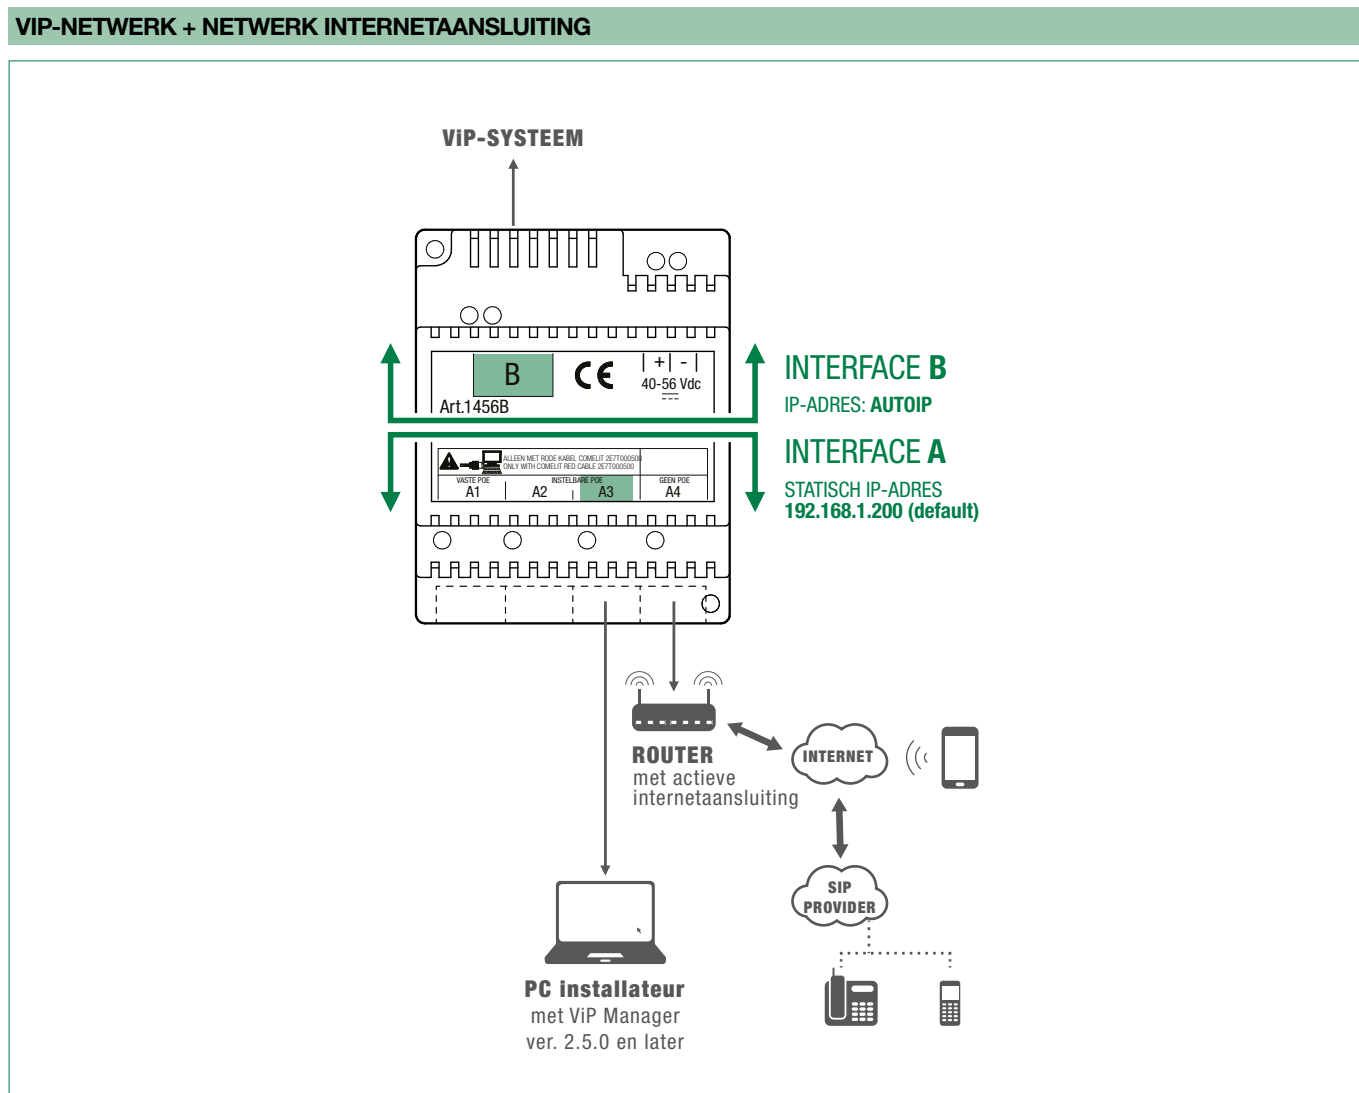 VIP-NETWERK + NETWERK INTERNETAANSLUITING
ViP-SYSTEEM
B
CE
+ -
40-56 Vdc
Art.1456B
INTERFACE B
IP-ADRES: AUTOIP
INTERFACE A
STATISCH IP-ADRES
192.168.1.200 (default)
ALLEEN MET RODE KABEL COMELIT 2E7T000500
ONLY WITH COMELIT RED CABLE 2E7T000500
VASTE POE INSTELBARE POE GEEN POE
A1 A2 A3 A4
ROUTER
met actieve
internetaansluiting
INTERNET
SIP
PROVIDER
PC installateur
met ViP Manager
ver. 2.5.0 en later